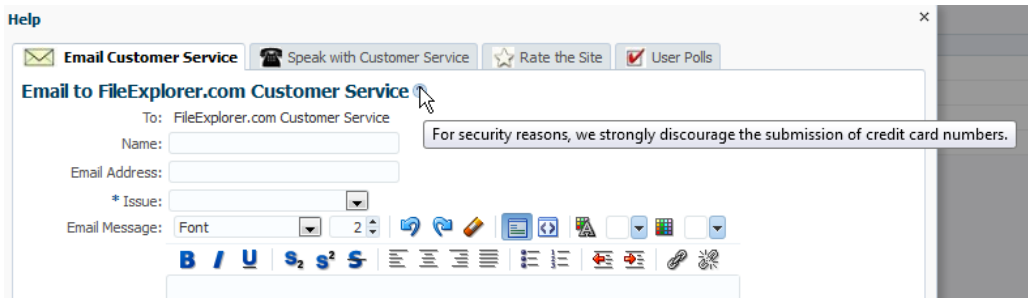 Help
Email Customer Service Speak with Customer Service Rate the Site User Polls
Email to FileExplorer.com Customer Service
To: FileExplorer.com Customer Service
For security reasons, we strongly discourage the submission of credit card numbers.
Name:
Email Address:
* Issue:
Email Message: Font 2
B I U S2 S2 S